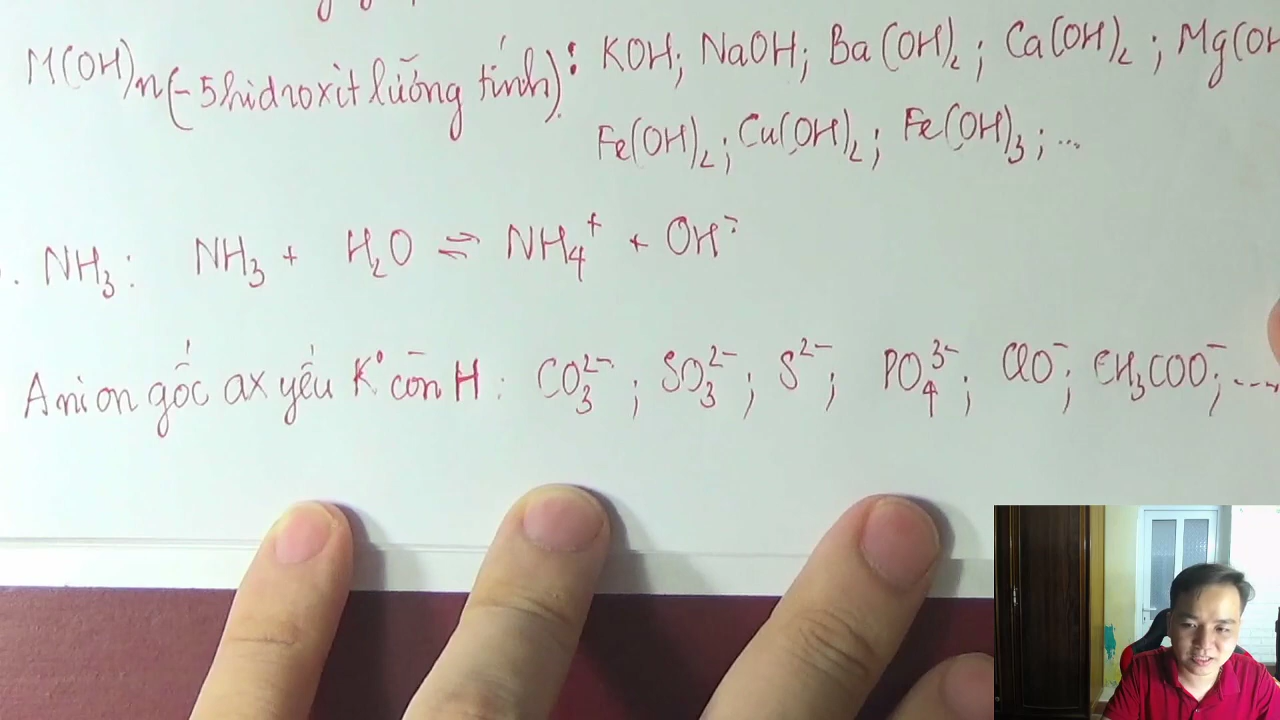 M(OH)n (- 5 hidroxit lưỡng tính): KOH; NaOH; Ba(OH)₂; Ca(OH)₂; Mg(OH
Fe(OH)₂; Cu(OH)₂; Fe(OH)₃; ...
. NH₃: NH₃ + H₂O ⇌ NH₄⁺ + OH⁻
Anion gốc ax yếu K° còn H: CO₃²⁻; SO₃²⁻; S²⁻; PO₄³⁻; ClO⁻; CH₃COO⁻; ....